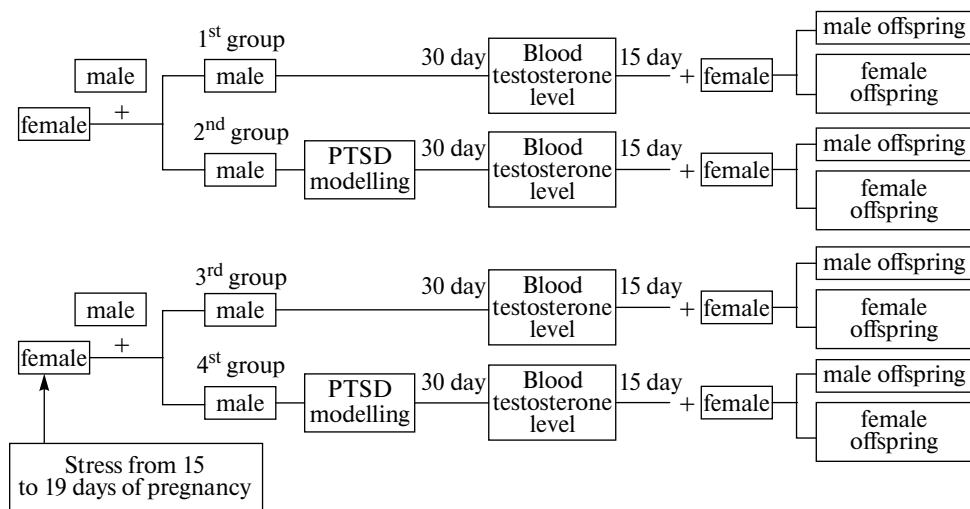 1st group
male
male
female
+
2nd group
male
PTSD
modelling
30 day
Blood
testosterone
level
15 day
+
female
male offspring
female
offspring
30 day
Blood
testosterone
level
15 day
+
female
male offspring
female
offspring
3rd group
male
male
female
+
4st group
male
PTSD
modelling
30 day
Blood
testosterone
level
15 day
+
female
male offspring
female
offspring
30 day
Blood
testosterone
level
15 day
+
female
male offspring
female
offspring
Stress from 15
to 19 days of pregnancy